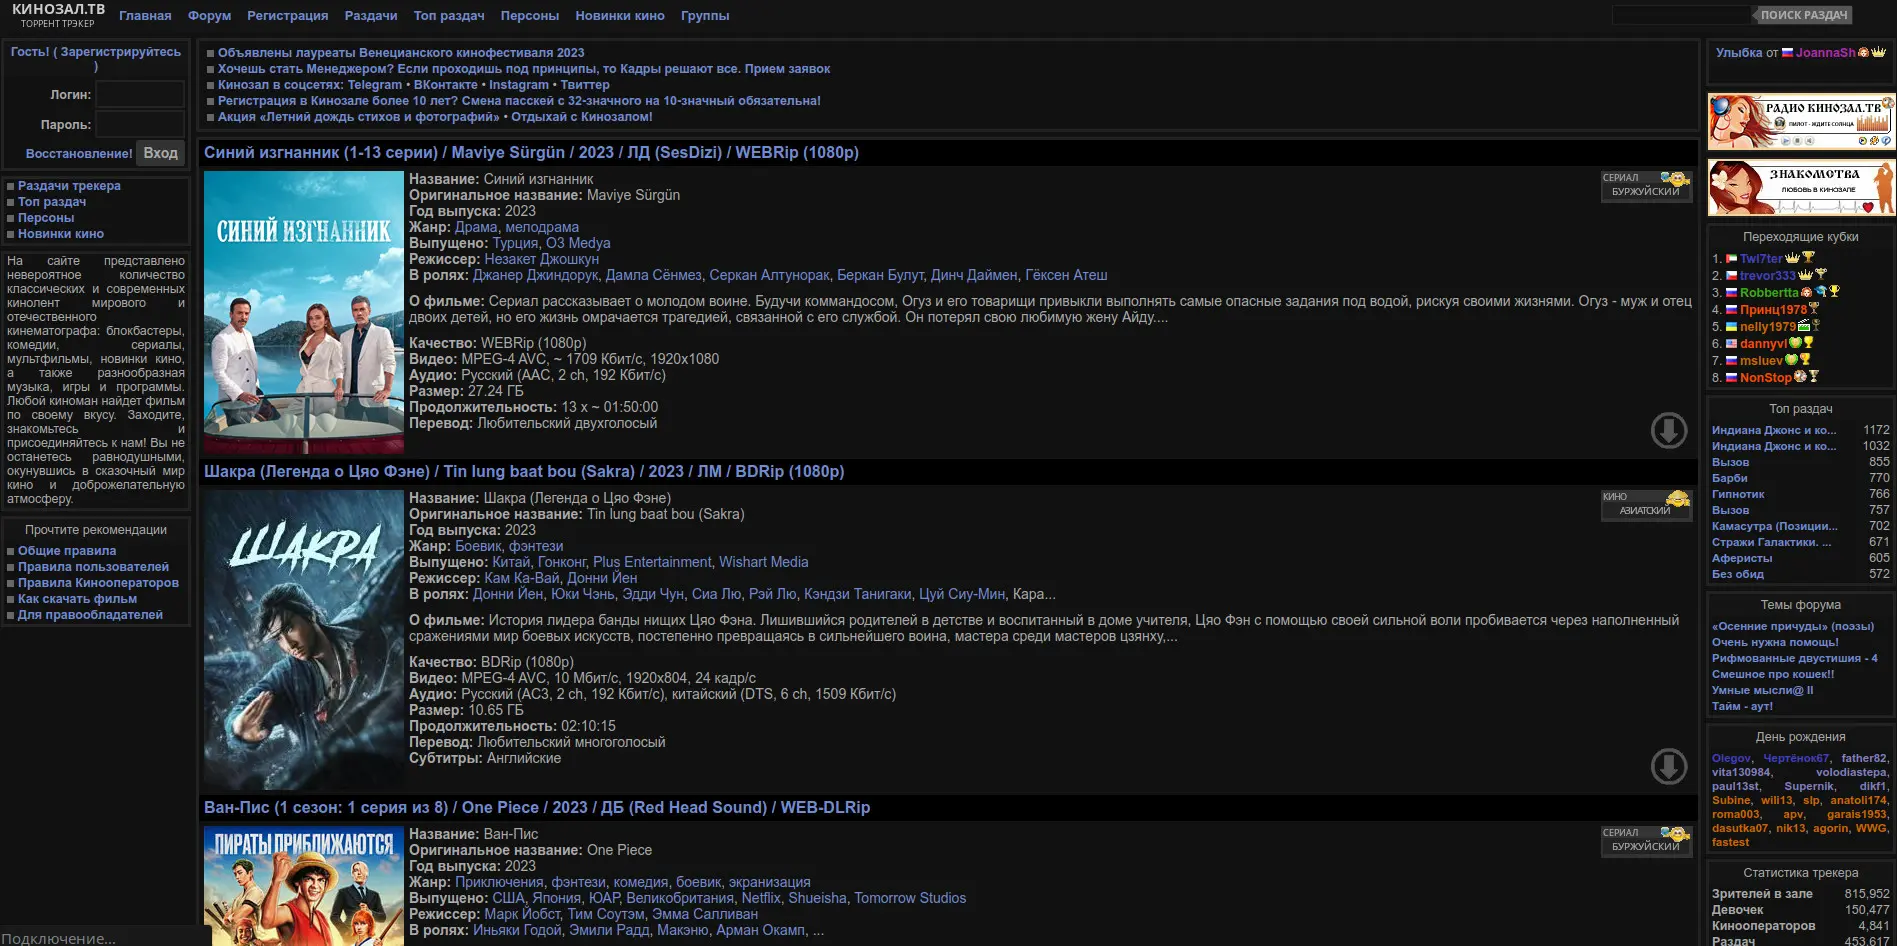 КИНОЗАЛ.ТВ
ТОРРЕНТ ТРЭКЕР
Главная Форум Регистрация Раздачи Топ раздач Персоны Новинки кино Группы
ПОИСК РАЗДАЧ
Гость! ( Зарегистрируйтесь
)
Логин:
Пароль:
Восстановление! Вход
Раздачи трекера
Топ раздач
Персоны
Новинки кино
На сайте представлено
невероятное количество
классических и современных
кинолент мирового и
отечественного
кинематографа: блокбастеры,
комедии, сериалы,
мультфильмы, новинки кино,
а также разнообразная
музыка, игры и программы.
Любой киноман найдет фильм
по своему вкусу. Заходите,
знакомьтесь и
присоединяйтесь к нам! Вы не
останетесь равнодушными,
окунувшись в сказочный мир
кино и доброжелательную
атмосферу.
Прочтите рекомендации
Общие правила
Правила пользователей
Правила Кинооператоров
Как скачать фильм
Для правообладателей
Подключение...
Объявлены лауреаты Венецианского кинофестиваля 2023
Хочешь стать Менеджером? Если проходишь под принципы, то Кадры решают все. Прием заявок
Кинозал в соцсетях: Telegram • ВКонтакте • Instagram • Твиттер
Регистрация в Кинозале более 10 лет? Смена пасскей с 32-значного на 10-значный обязательна!
Акция «Летний дождь стихов и фотографий» • Отдыхай с Кинозалом!
Синий изгнанник (1-13 серии) / Maviye Sürgün / 2023 / ЛД (SesDizi) / WEBRip (1080p)
СИНИЙ ИЗГНАННИК
Название: Синий изгнанник
Оригинальное название: Maviye Sürgün
Год выпуска: 2023
Жанр: Драма, мелодрама
Выпущено: Турция, O3 Medya
Режиссер: Незакет Джошкун
В ролях: Джанер Джиндорук, Дамла Сёнмез, Серкан Алтунорак, Беркан Булут, Динч Даймен, Гёксен Атеш
О фильме: Сериал рассказывает о молодом воине. Будучи коммандосом, Огуз и его товарищи привыкли выполнять самые опасные задания под водой, рискуя своими жизнями. Огуз - муж и отец
двоих детей, но его жизнь омрачается трагедией, связанной с его службой. Он потерял свою любимую жену Айду....
Качество: WEBRip (1080p)
Видео: MPEG-4 AVC, ~ 1709 Кбит/с, 1920x1080
Аудио: Русский (AAC, 2 ch, 192 Кбит/с)
Размер: 27.24 ГБ
Продолжительность: 13 x ~ 01:50:00
Перевод: Любительский двухголосый
СЕРИАЛ
БУРЖУЙСКИЙ
Шакра (Легенда о Цяо Фэне) / Tin lung baat bou (Sakra) / 2023 / ЛМ / BDRip (1080p)
ШАКРА
Название: Шакра (Легенда о Цяо Фэне)
Оригинальное название: Tin lung baat bou (Sakra)
Год выпуска: 2023
Жанр: Боевик, фэнтези
Выпущено: Китай, Гонконг, Plus Entertainment, Wishart Media
Режиссер: Кам Ка-Вай, Донни Йен
В ролях: Донни Йен, Юки Чэнь, Эдди Чун, Сиа Лю, Рэй Лю, Кэндзи Танигаки, Цуй Сиу-Мин, Кара...
О фильме: История лидера банды нищих Цяо Фэна. Лишившийся родителей в детстве и воспитанный в доме учителя, Цяо Фэн с помощью своей сильной воли пробивается через наполненный
сражениями мир боевых искусств, постепенно превращаясь в сильнейшего воина, мастера среди мастеров цзянху,...
Качество: BDRip (1080p)
Видео: MPEG-4 AVC, 10 Мбит/с, 1920x804, 24 кадр/с
Аудио: Русский (AC3, 2 ch, 192 Кбит/с), китайский (DTS, 6 ch, 1509 Кбит/с)
Размер: 10.65 ГБ
Продолжительность: 02:10:15
Перевод: Любительский многоголосый
Субтитры: Английские
КИНО
АЗИАТСКИЙ
Ван-Пис (1 сезон: 1 серия из 8) / One Piece / 2023 / ДБ (Red Head Sound) / WEB-DLRip
ПИРАТЫ ПРИБЛИЖАЮТСЯ
Название: Ван-Пис
Оригинальное название: One Piece
Год выпуска: 2023
Жанр: Приключения, фэнтези, комедия, боевик, экранизация
Выпущено: США, Япония, ЮАР, Великобритания, Netflix, Shueisha, Tomorrow Studios
Режиссер: Марк Йобст, Тим Соутэм, Эмма Салливан
В ролях: Иньяки Годой, Эмили Радд, Макэню, Арман Окамп, ...
СЕРИАЛ
БУРЖУЙСКИЙ
Улыбка от JoannaSh
РАДИО КИНОЗАЛ.ТВ
ПИЛОТ - ЖДИТЕ СОЛНЦА
ЗНАКОМСТВА
ЛЮБОВЬ В КИНОЗАЛЕ
Переходящие кубки
1. Twi7ter
2. trevor333
3. Robbertta
4. Принц1978
5. nelly1979
6. dannyvl
7. msluev
8. NonStop
Топ раздач
Индиана Джонс и ко... 1172
Индиана Джонс и ко... 1032
Вызов 855
Барби 770
Гипнотик 766
Вызов 757
Камасутра (Позиции... 702
Стражи Галактики. ... 671
Аферисты 605
Без обид 572
Темы форума
«Осенние причуды» (поэзы)
Очень нужна помощь!
Рифмованные двустишия - 4
Смешное про кошек!!
Умные мысли@ II
Тайм - аут!
День рождения
Olegov, Чертёнок67, father82,
vita130984, volodiastepa,
paul13st, Supernik, dikf1,
Subine, will13, slp, anatoli174,
roma003, apv, garais1953,
dasutka07, nik13, agorin, WWG,
fastest
Статистика трекера
Зрителей в зале 815,952
Девочек 150,477
Кинооператоров 4,841
Раздач 453,617